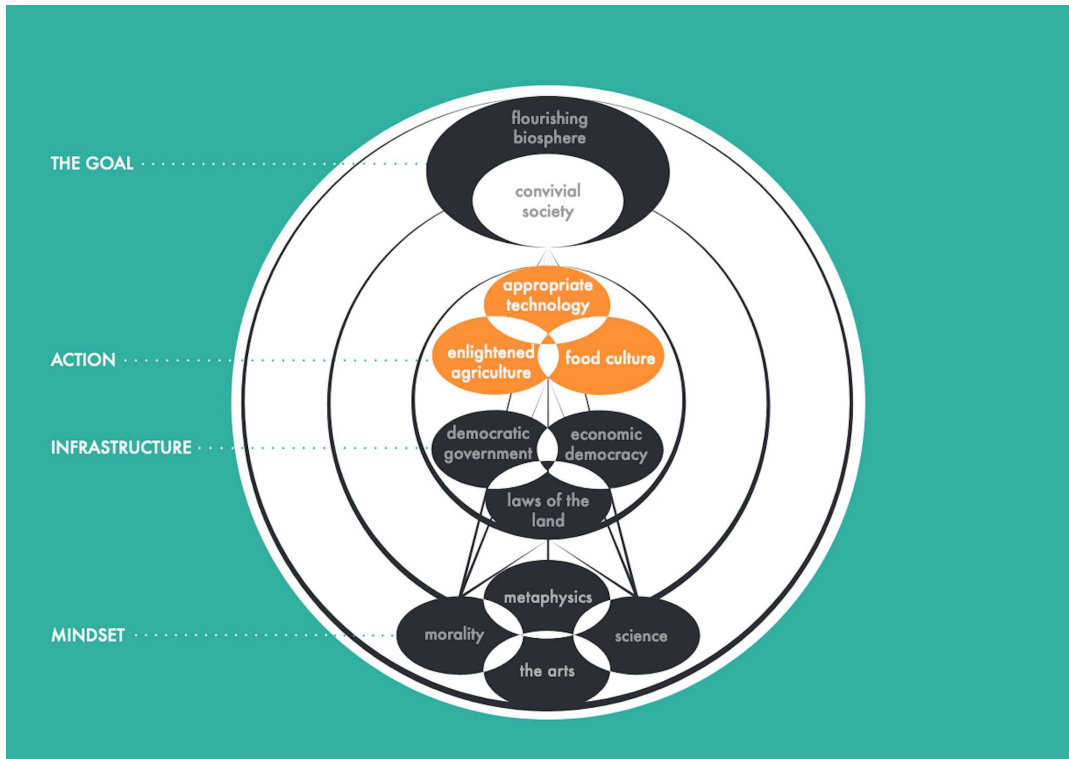 flourishing
biosphere
THE GOAL
convivial
society
appropriate
technology
ACTION
enlightened
agriculture
food culture
INFRASTRUCTURE
democratic
government
economic
democracy
laws of the
land
metaphysics
MINDSET
morality
science
the arts